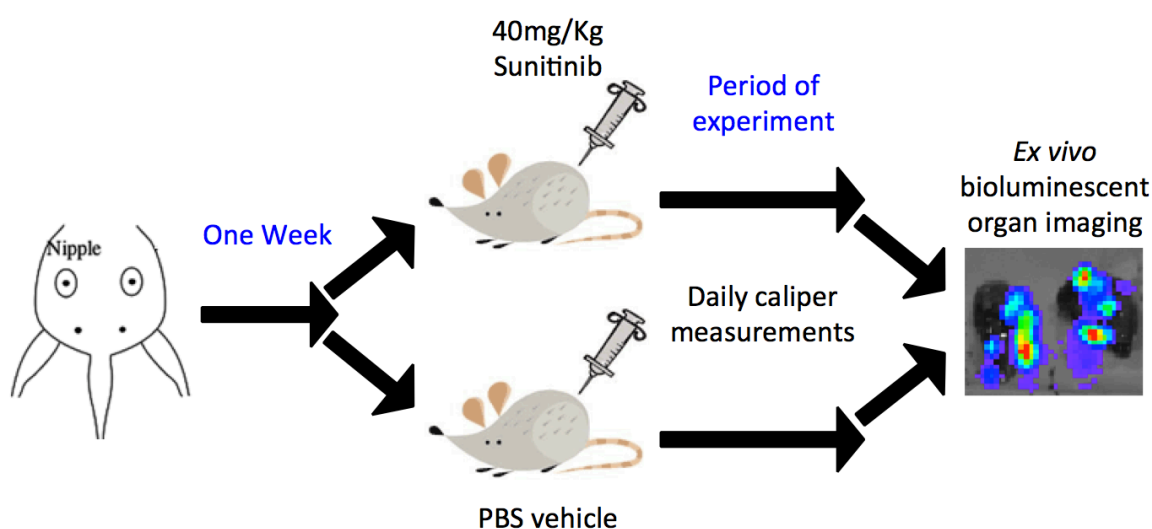 Nipple
One Week
40mg/Kg
Sunitinib
PBS vehicle
Period of
experiment
Daily caliper
measurements
Ex vivo
bioluminescent
organ imaging